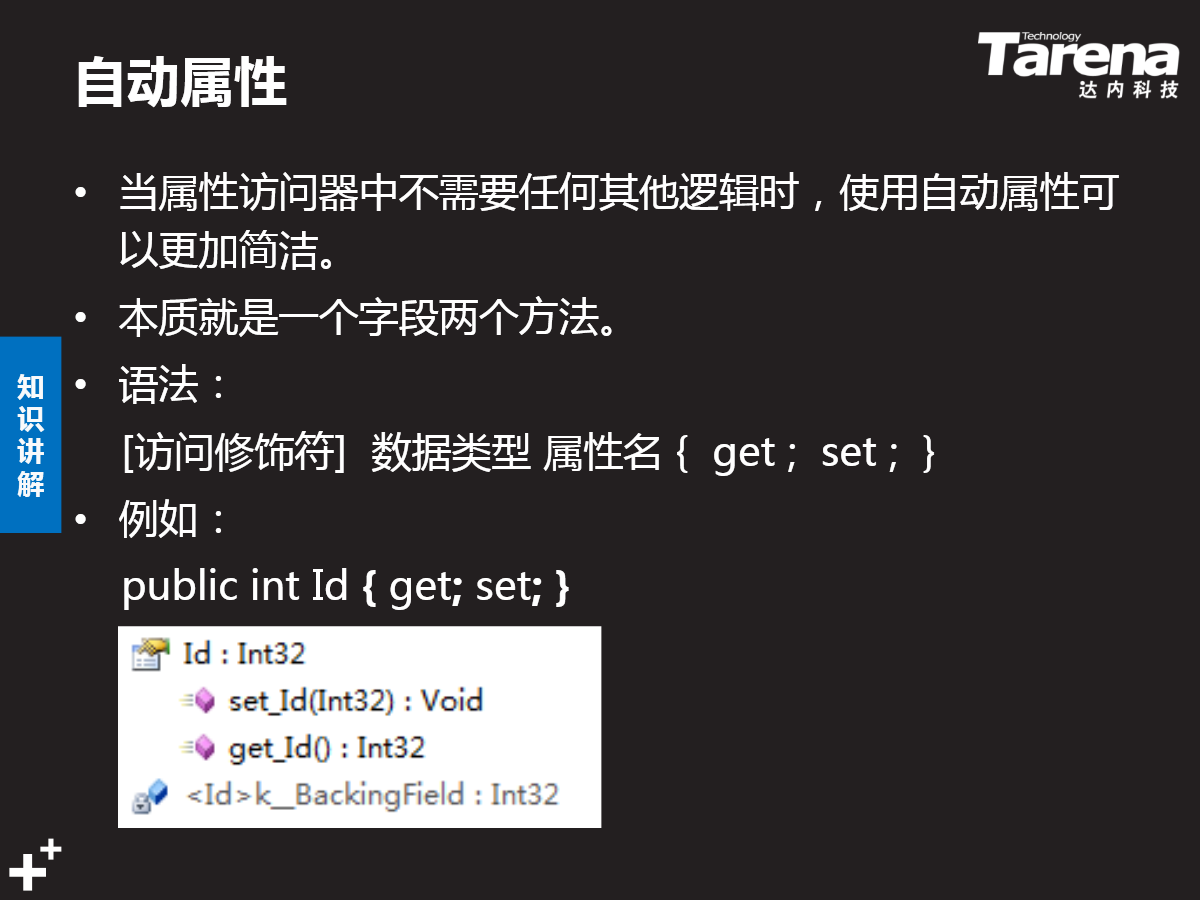 自动属性
Technology
Tarena
达内科技
• 当属性访问器中不需要任何其他逻辑时，使用自动属性可
以更加简洁。
• 本质就是一个字段两个方法。
• 语法：
[访问修饰符] 数据类型 属性名 { get； set； }
• 例如：
public int Id { get; set; }
知识讲解
Id : Int32
set_Id(Int32) : Void
get_Id() : Int32
<Id>k__BackingField : Int32